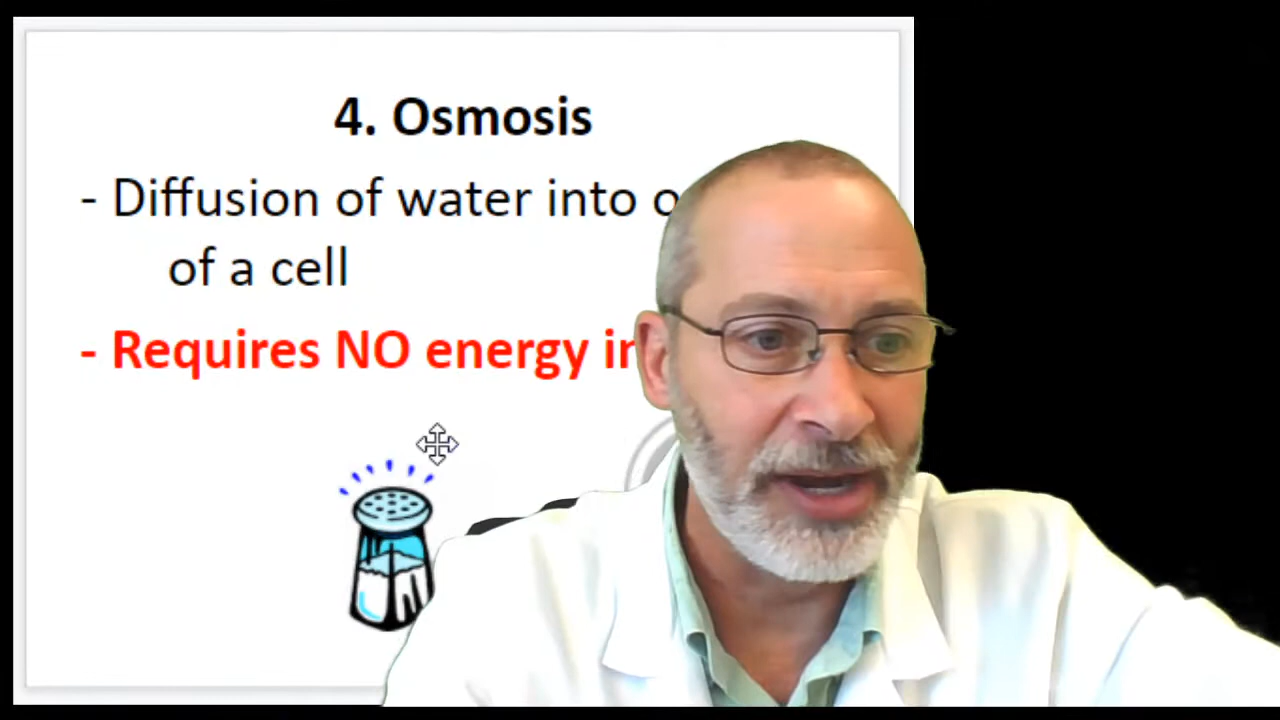 4. Osmosis
- Diffusion of water into
of a cell
- Requires NO energy